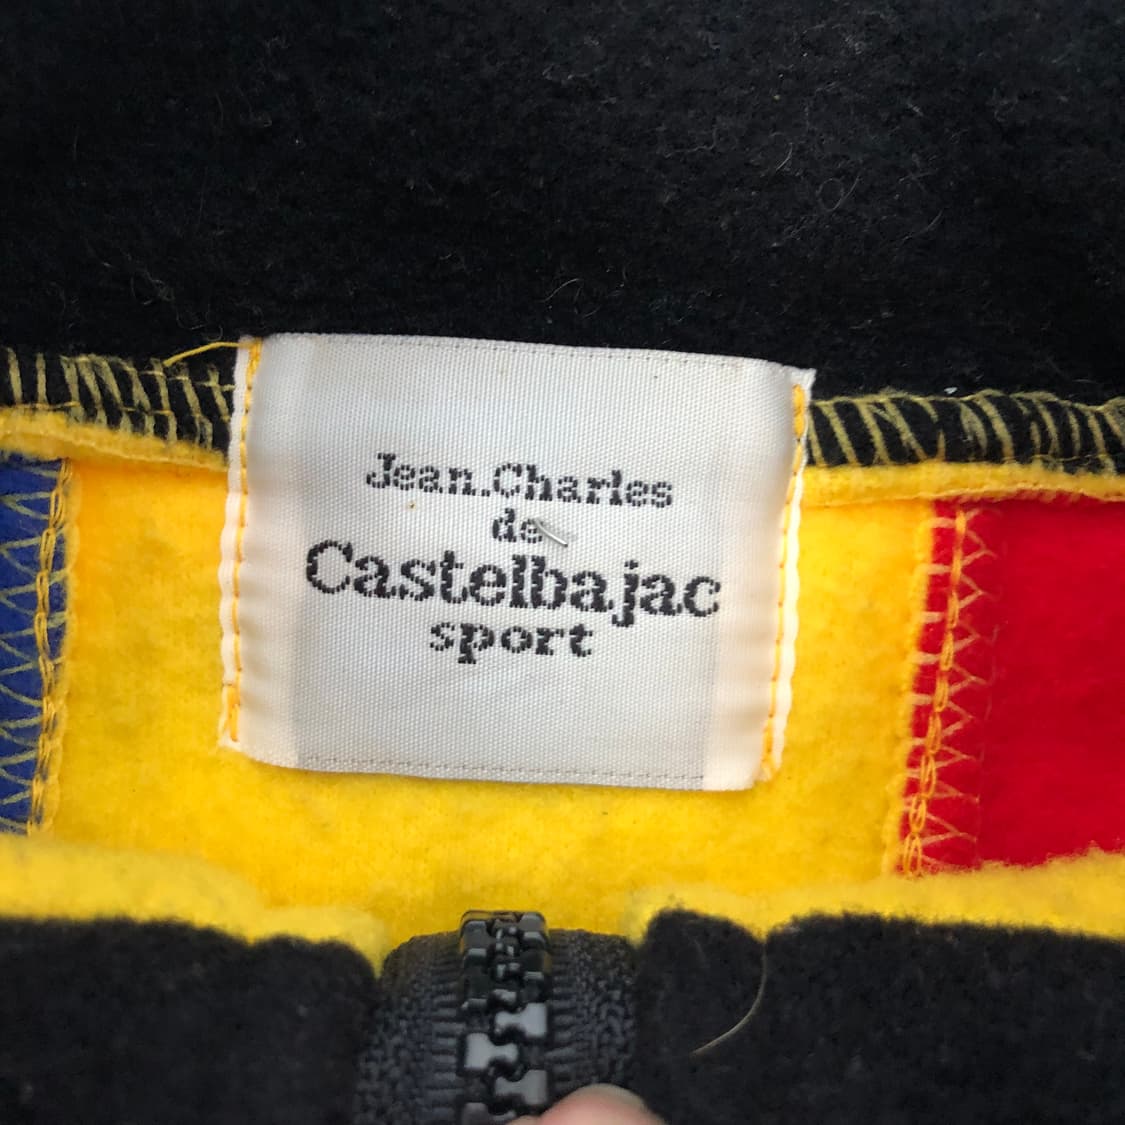 Jean.Charles
de
Castelbajac
sport